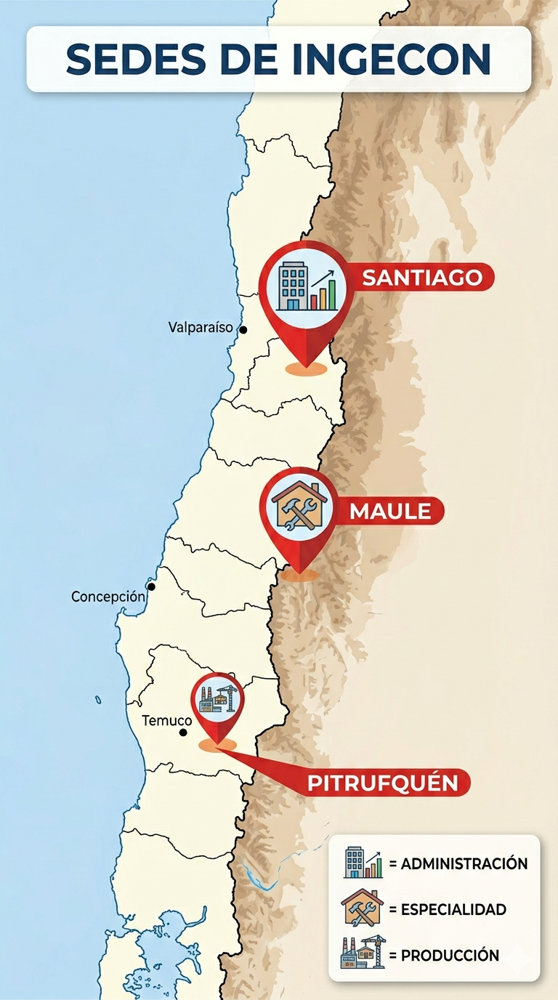 SEDES DE INGECON
SANTIAGO
Valparaíso
MAULE
Concepción
Temuco
PITRUFQUÉN
= ADMINISTRACIÓN
= ESPECIALIDAD
= PRODUCCIÓN